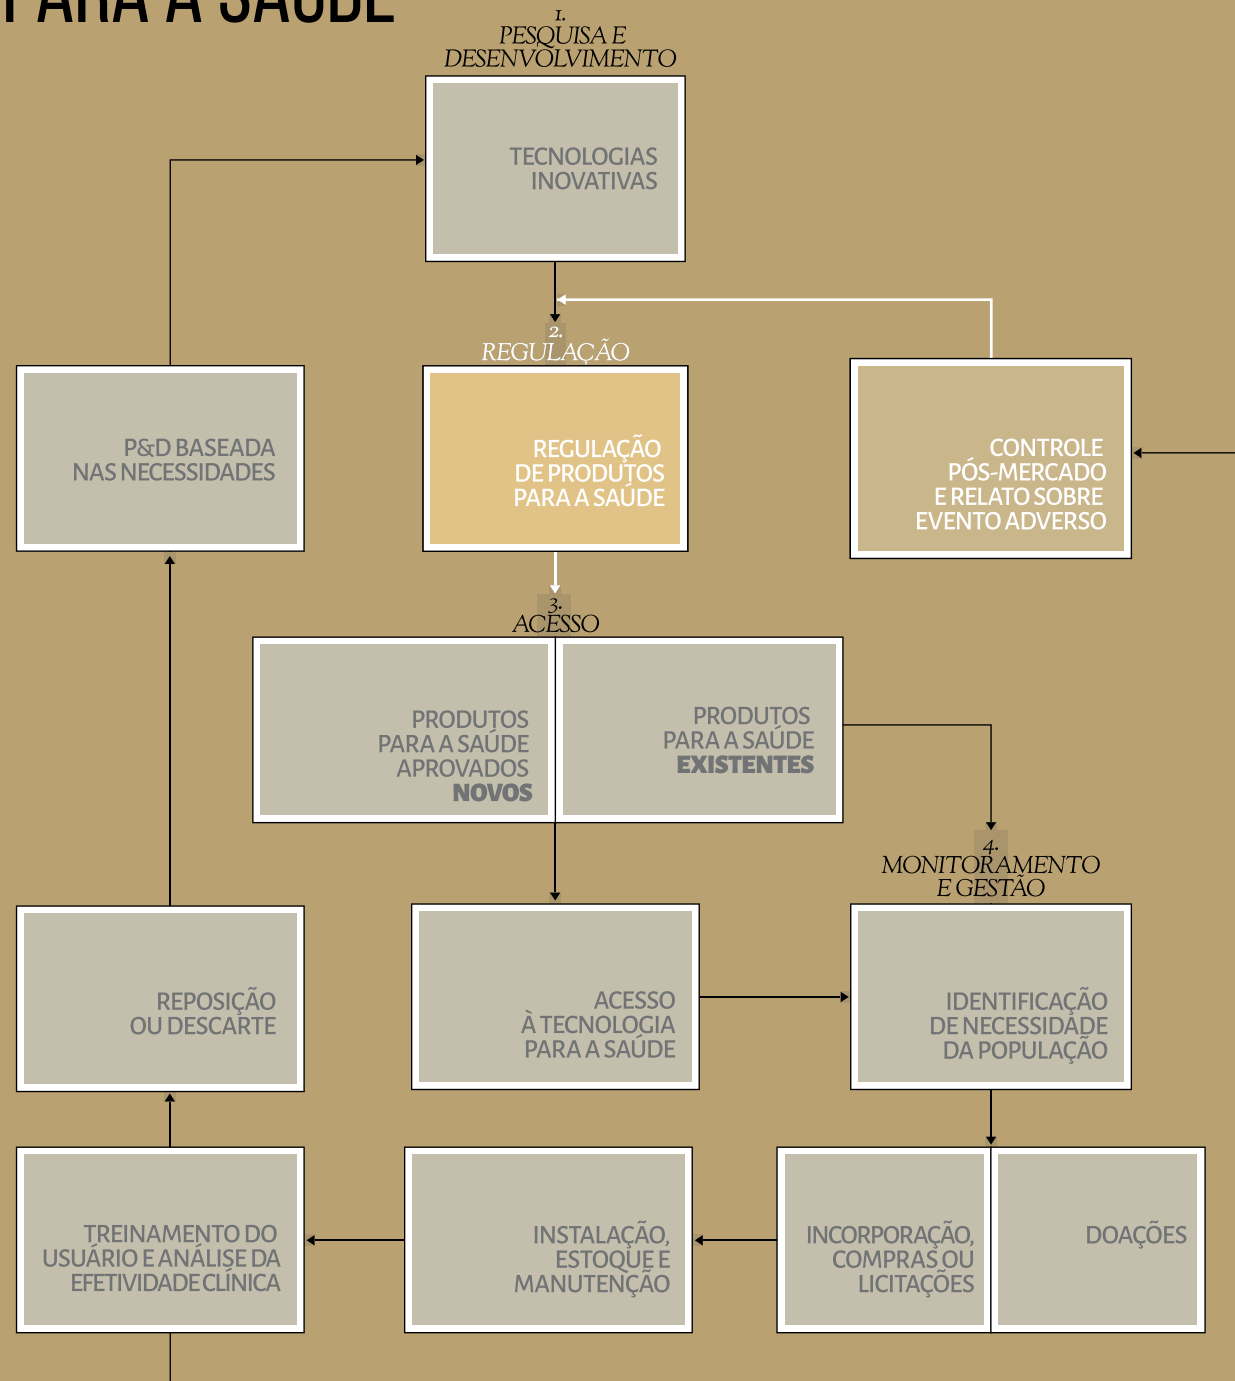 PARA A SAÚDE
1.
PESQUISA E
DESENVOLVIMENTO
TECNOLOGIAS
INOVATIVAS
2.
REGULAÇÃO
P&D BASEADA
NAS NECESSIDADES
REGULAÇÃO
DE PRODUTOS
PARA A SAÚDE
CONTROLE
PÓS-MERCADO
E RELATO SOBRE
EVENTO ADVERSO
3.
ACESSO
PRODUTOS
PARA A SAÚDE
APROVADOS
NOVOS
PRODUTOS
PARA A SAÚDE
EXISTENTES
4.
MONITORAMENTO
E GESTÃO
REPOSIÇÃO
OU DESCARTE
ACESSO
À TECNOLOGIA
PARA A SAÚDE
IDENTIFICAÇÃO
DE NECESSIDADE
DA POPULAÇÃO
TREINAMENTO DO
USUÁRIO E ANÁLISE DA
EFETIVIDADE CLÍNICA
INSTALAÇÃO,
ESTOQUE E
MANUTENÇÃO
INCORPORAÇÃO,
COMPRAS OU
LICITAÇÕES
DOAÇÕES